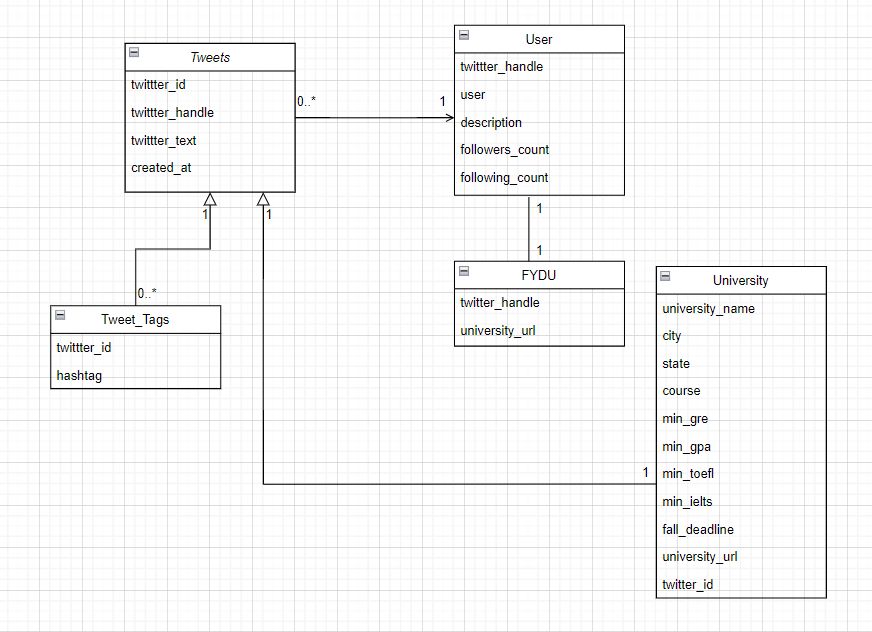 Tweets
twittter_id
twittter_handle
twittter_text
created_at
0..*
1
User
twittter_handle
user
description
followers_count
following_count
1
1
1
1
0..*
Tweet_Tags
twittter_id
hashtag
FYDU
twitter_handle
university_url
University
university_name
city
state
course
min_gre
min_gpa
min_toefl
min_ielts
fall_deadline
university_url
twitter_id
1